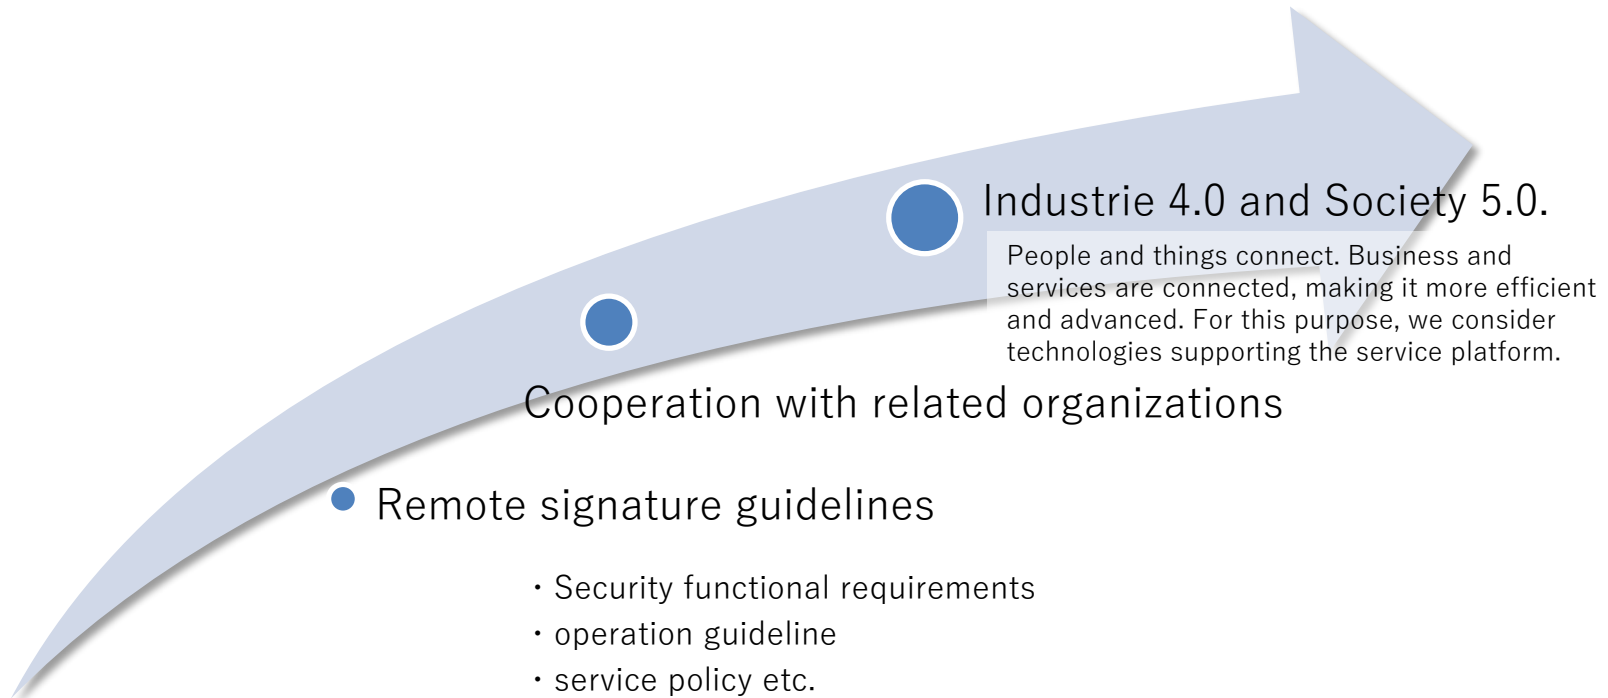 Industrie 4.0 and Society 5.0.
People and things connect. Business and
services are connected, making it more efficient
and advanced. For this purpose, we consider
technologies supporting the service platform.
Cooperation with related organizations
Remote signature guidelines
・Security functional requirements
・operation guideline
・service policy etc.